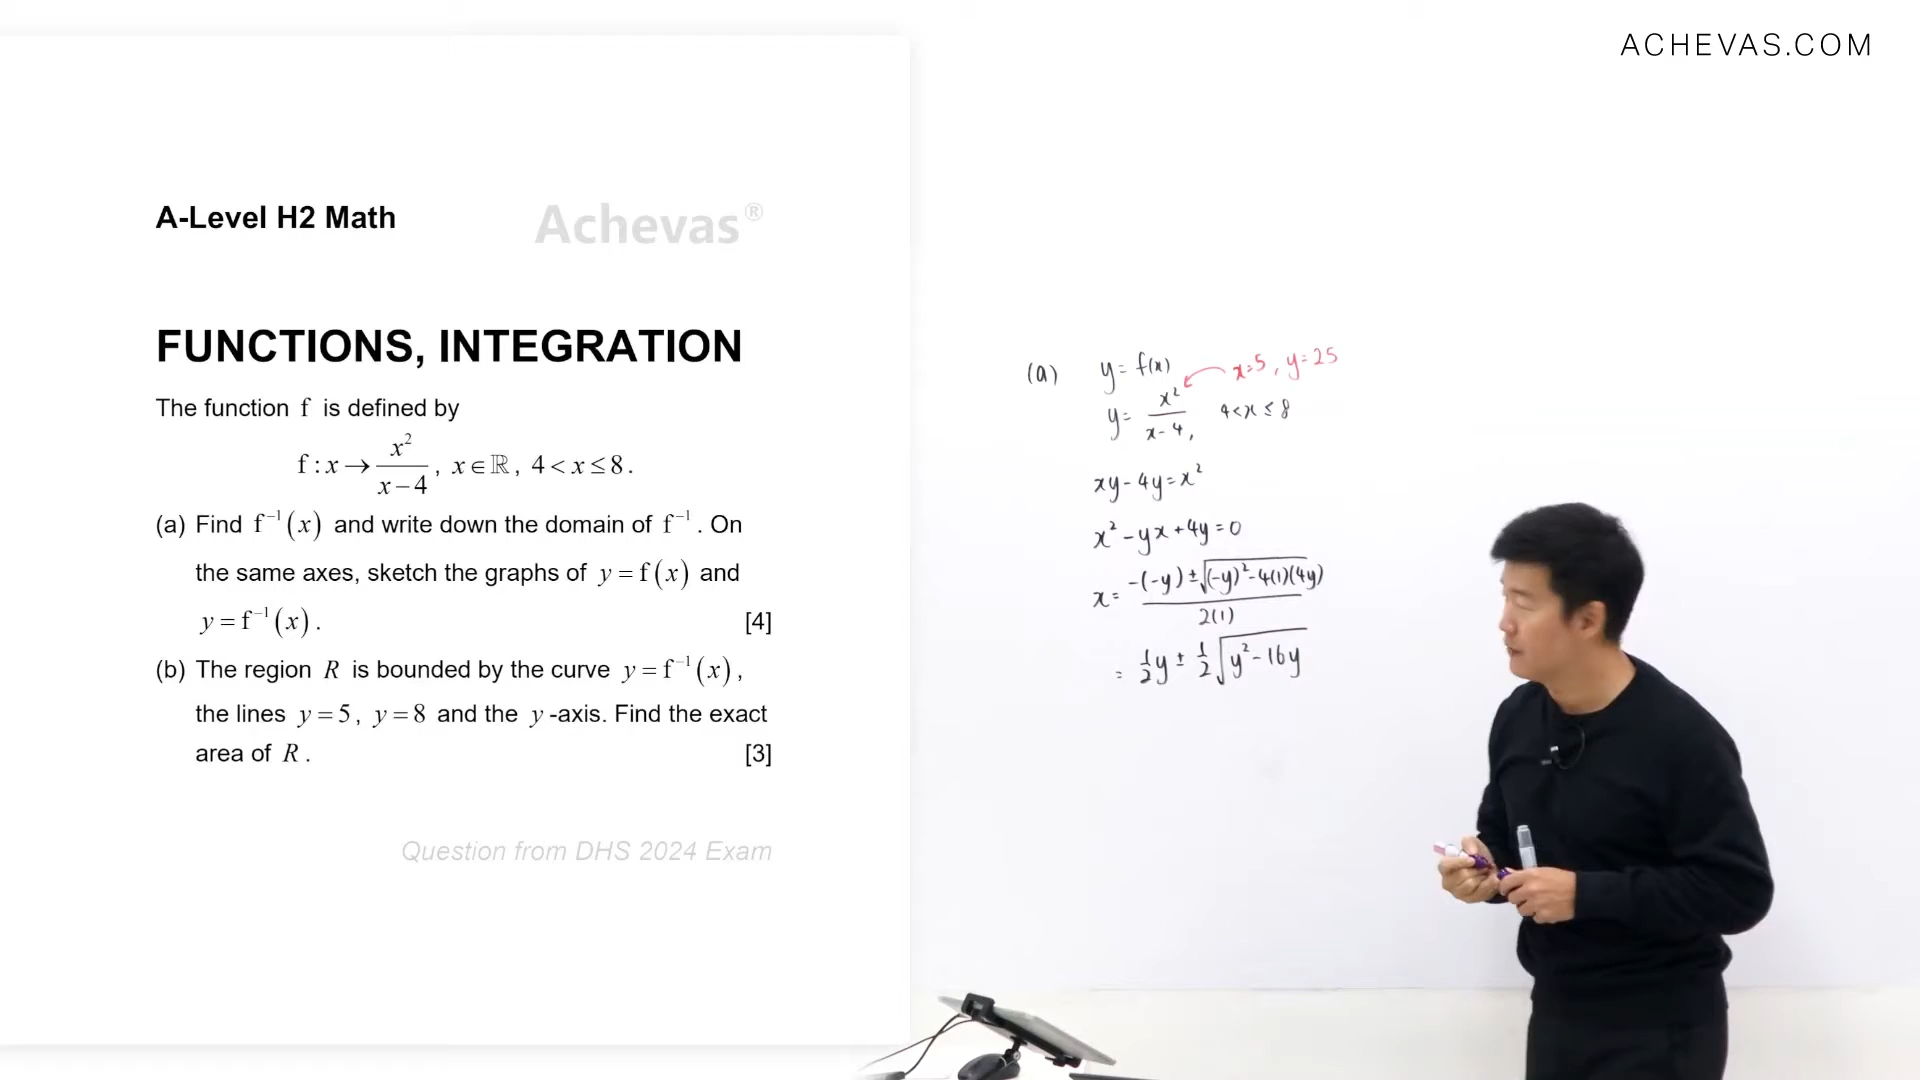 ACHEVAS.COM
A-Level H2 Math
Achevas®
FUNCTIONS, INTEGRATION
The function f is defined by
f : x → x²/(x−4), x∈ℝ, 4 < x ≤ 8.
(a) Find f⁻¹(x) and write down the domain of f⁻¹. On
the same axes, sketch the graphs of y = f(x) and
y = f⁻¹(x). [4]
(b) The region R is bounded by the curve y = f⁻¹(x),
the lines y = 5, y = 8 and the y-axis. Find the exact
area of R. [3]
Question from DHS 2024 Exam
(a) y = f(x) x=5, y=25
y = x²/(x-4), 4<x≤8
xy - 4y = x²
x² - yx + 4y = 0
x = (-(-y) ± √((-y)² - 4(1)(4y)))/(2(1))
= ½y ± ½√(y² - 16y)